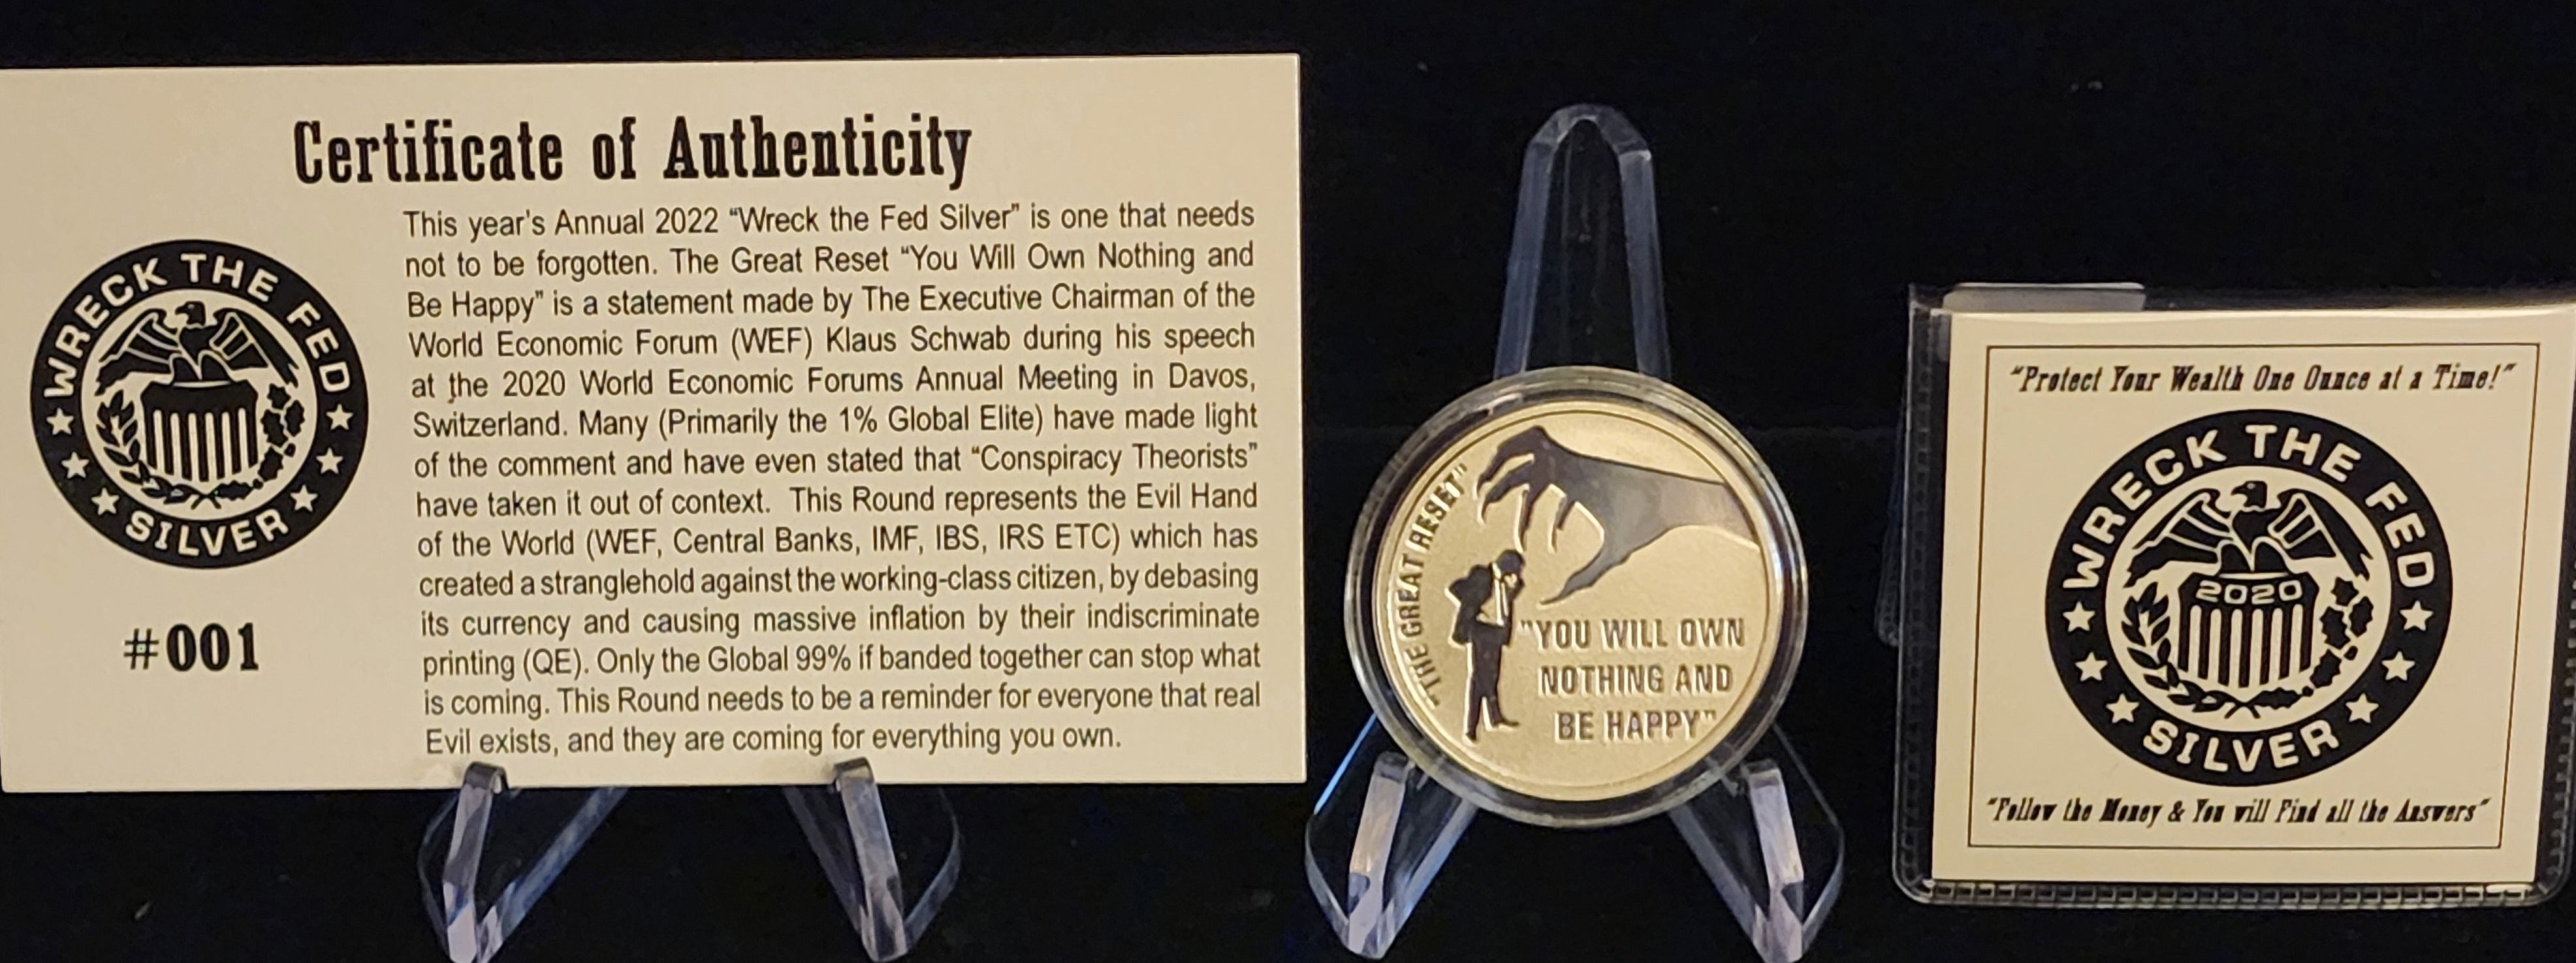 Certificate of Authenticity
This year's Annual 2022 “Wreck the Fed Silver” is one that needs
not to be forgotten. The Great Reset “You Will Own Nothing and
Be Happy” is a statement made by The Executive Chairman of the
World Economic Forum (WEF) Klaus Schwab during his speech
at the 2020 World Economic Forums Annual Meeting in Davos,
Switzerland. Many (Primarily the 1% Global Elite) have made light
of the comment and have even stated that “Conspiracy Theorists”
have taken it out of context. This Round represents the Evil Hand
of the World (WEF, Central Banks, IMF, IBS, IRS ETC) which has
created a stranglehold against the working-class citizen, by debasing
its currency and causing massive inflation by their indiscriminate
printing (QE). Only the Global 99% if banded together can stop what
is coming. This Round needs to be a reminder for everyone that real
Evil exists, and they are coming for everything you own.
WRECK THE FED
SILVER
#001
"THE GREAT RESET"
"YOU WILL OWN
NOTHING AND
BE HAPPY"
"Protect Your Wealth One Ounce at a Time!"
WRECK THE FED
2020
SILVER
"Follow the Money & You will Find all the Answers"